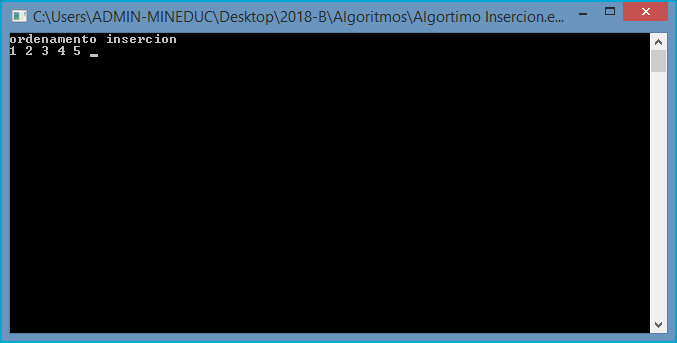 C:\Users\ADMIN-MINEDUC\Desktop\2018-B\Algoritmos\Algortimo Insercion.e...
ordenamento insercion
1 2 3 4 5